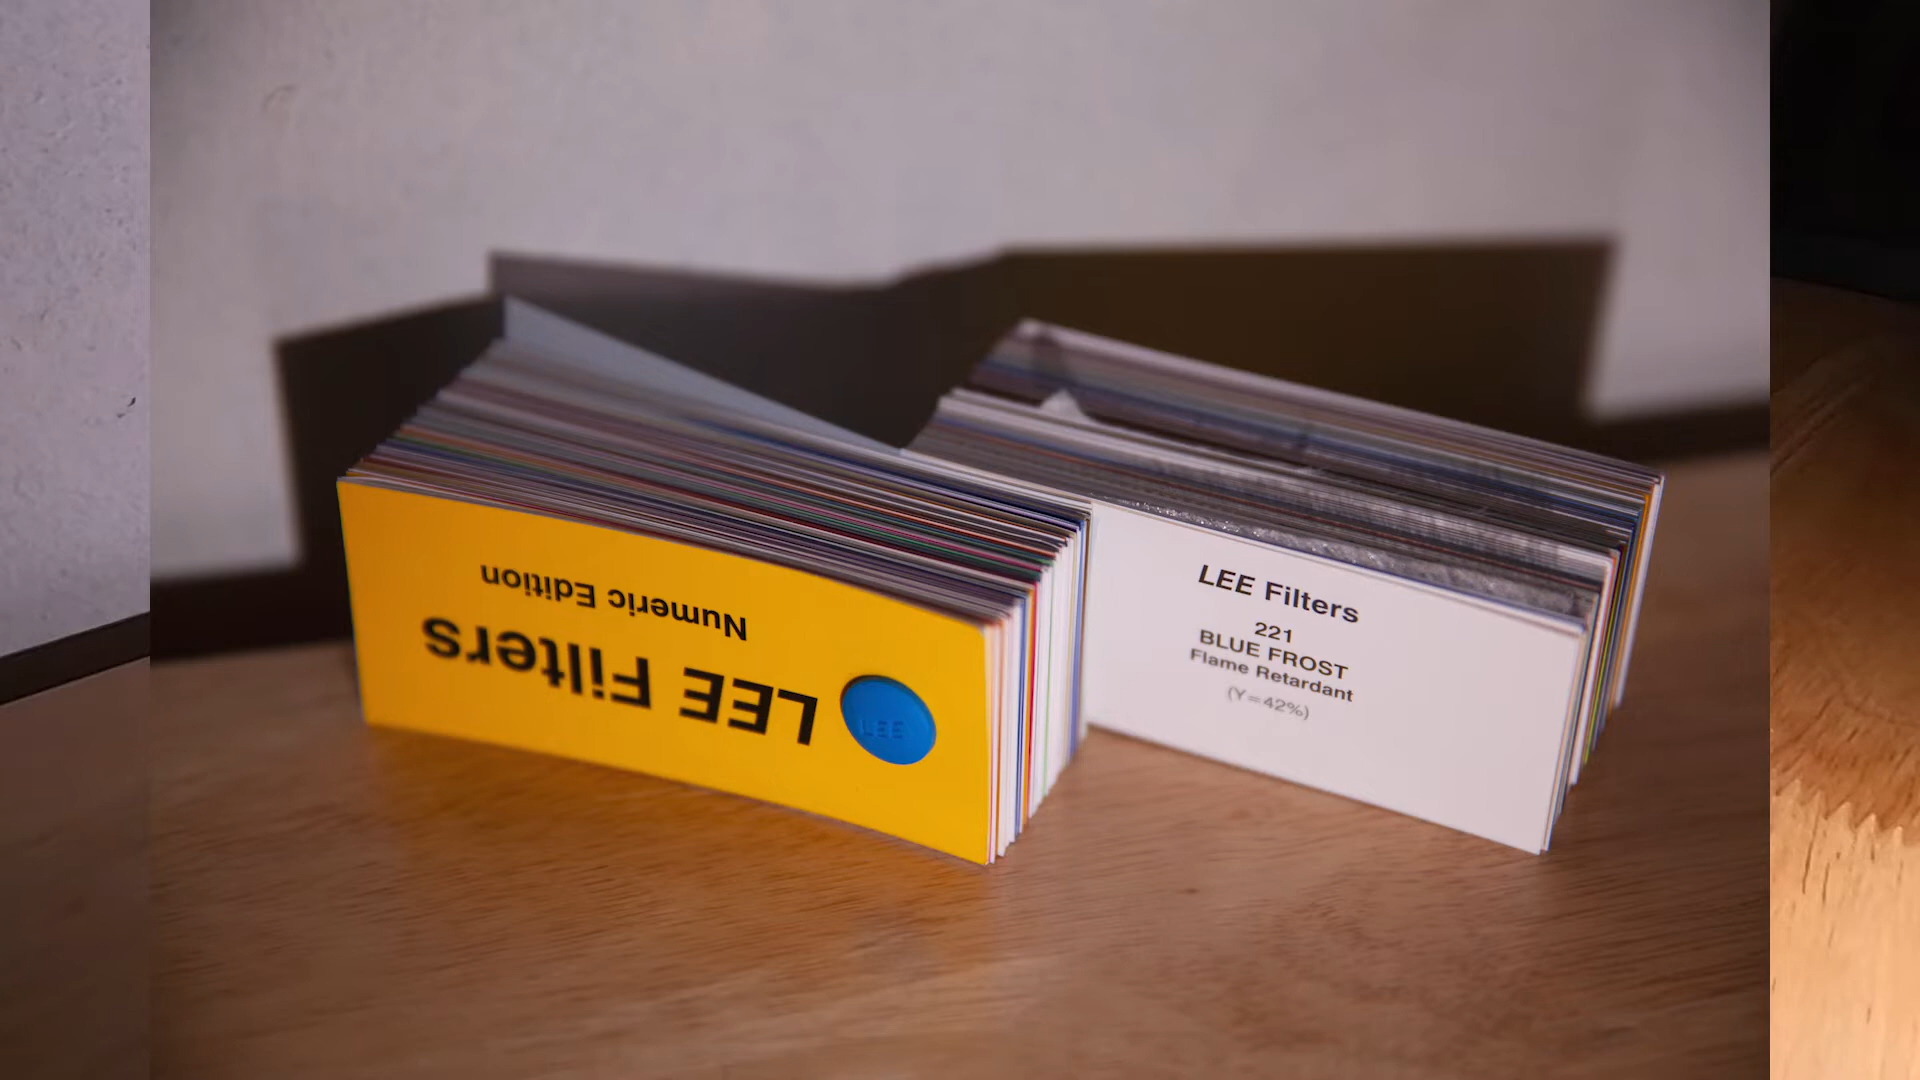 Numeric Edition
LEE Filters
LEE
LEE Filters
221
BLUE FROST
Flame Retardant
(Y=42%)